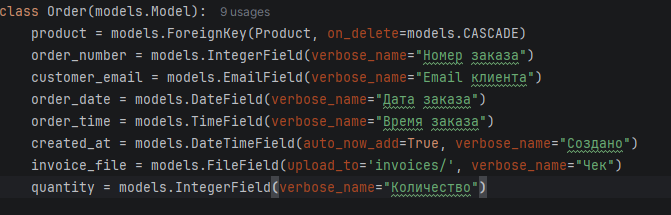 class Order(models.Model): 9 usages
product = models.ForeignKey(Product, on_delete=models.CASCADE)
order_number = models.IntegerField(verbose_name="Номер заказа")
customer_email = models.EmailField(verbose_name="Email клиента")
order_date = models.DateField(verbose_name="Дата заказа")
order_time = models.TimeField(verbose_name="Время заказа")
created_at = models.DateTimeField(auto_now_add=True, verbose_name="Создано")
invoice_file = models.FileField(upload_to='invoices/', verbose_name="Чек")
quantity = models.IntegerField(verbose_name="Количество")